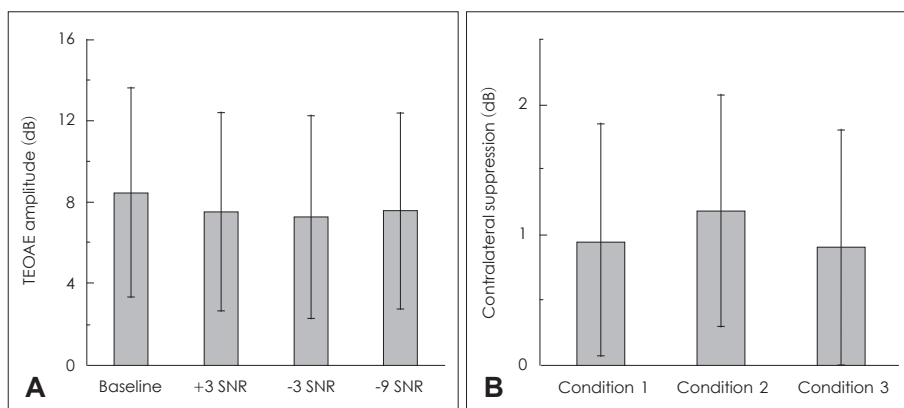 TEOAE amplitude (dB)
16
12
8
4
0
Baseline +3 SNR -3 SNR -9 SNR
A
Contralateral suppression (dB)
2
1
0
Condition 1 Condition 2 Condition 3
B